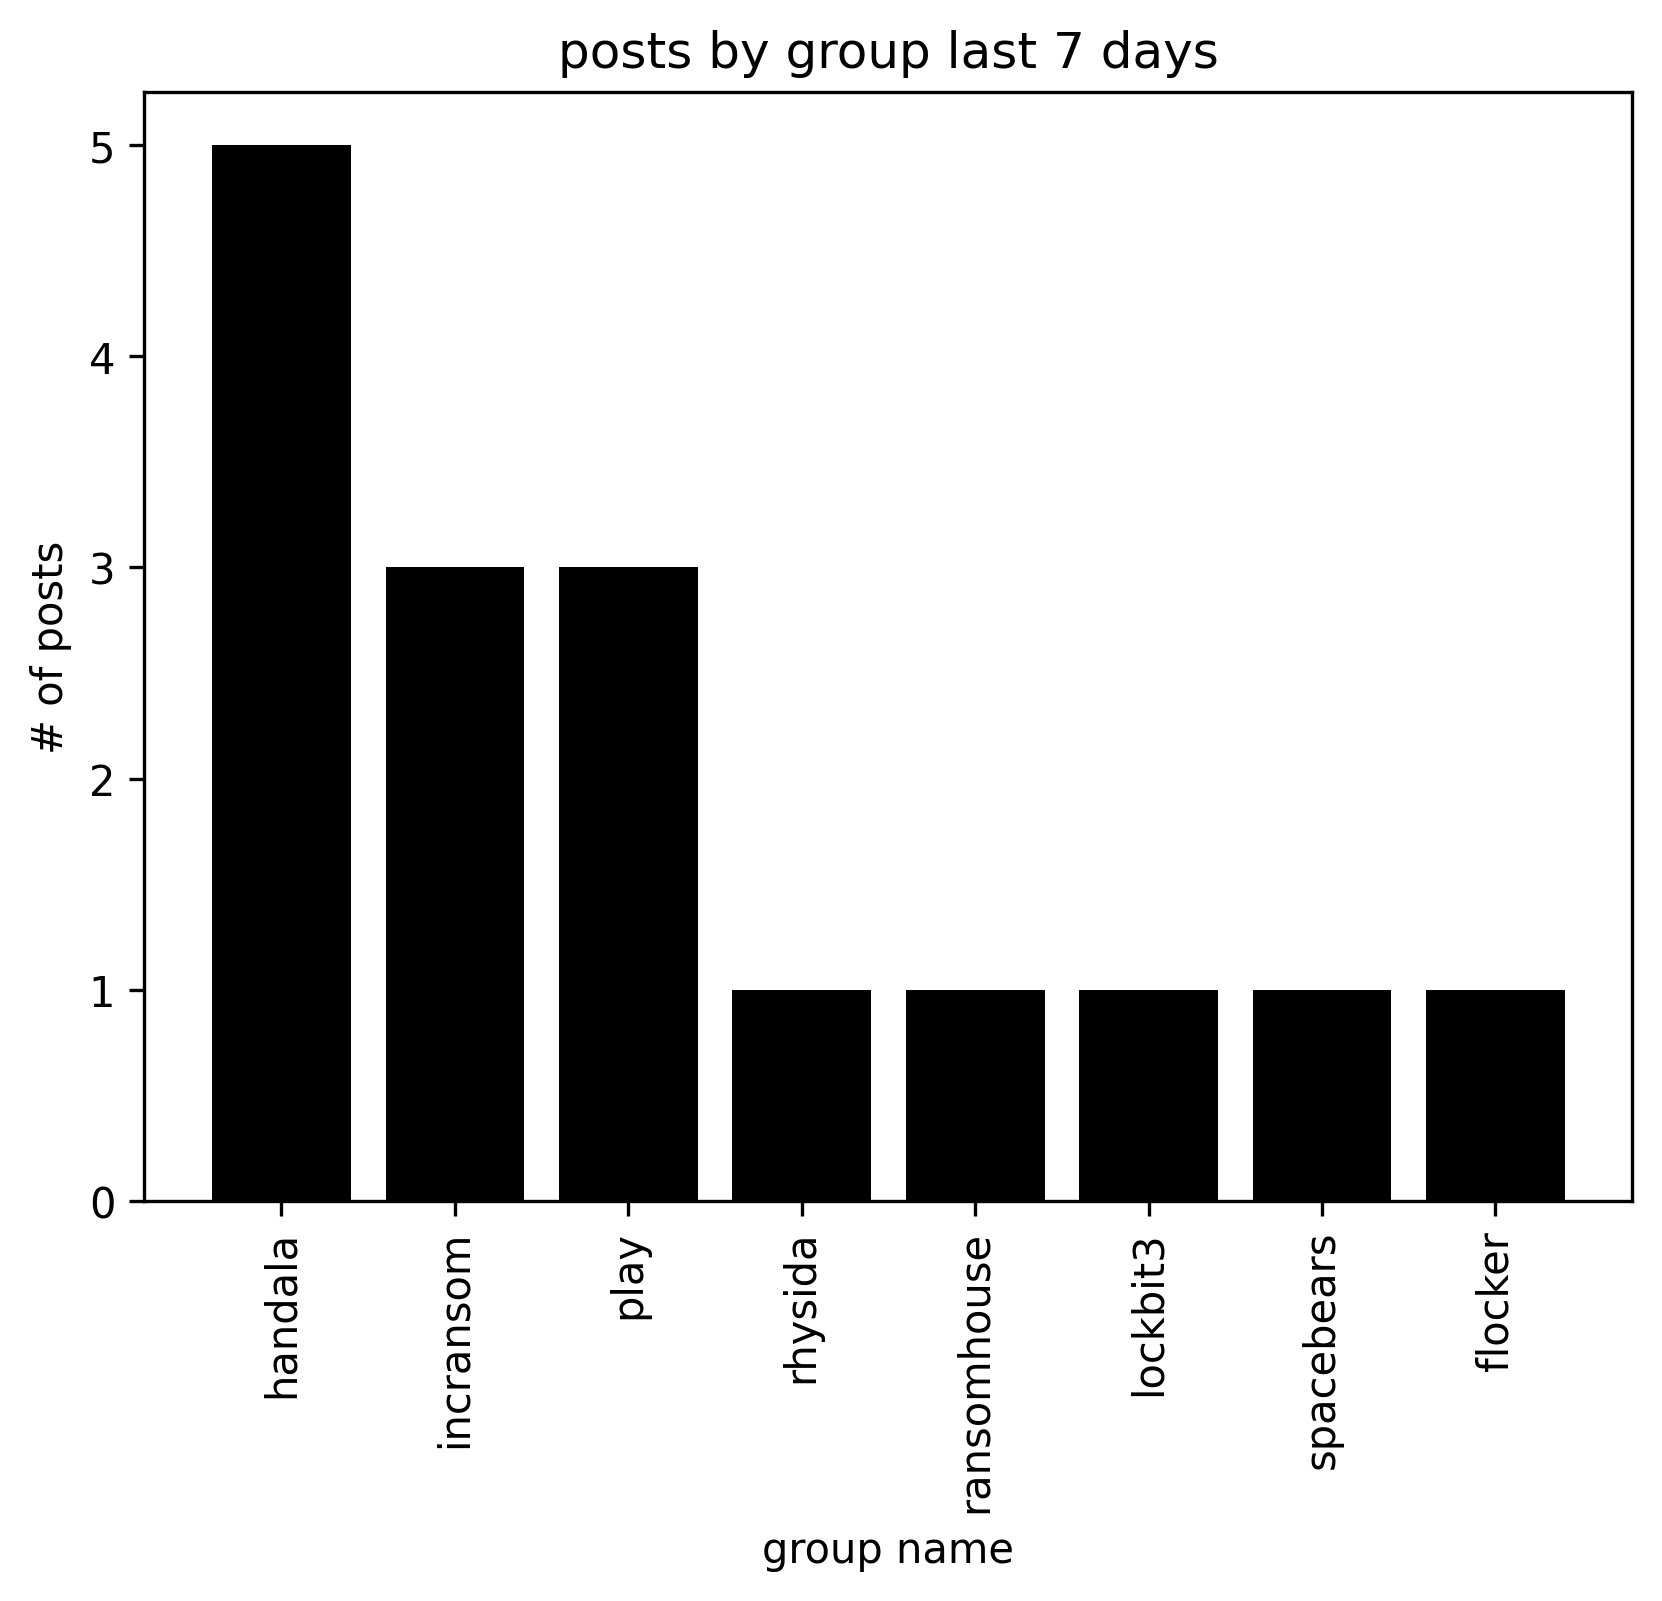 posts by group last 7 days
5
4
3
2
1
0
# of posts
handala
incransom
play
rhysida
ransomhouse
lockbit3
spacebears
flocker
group name